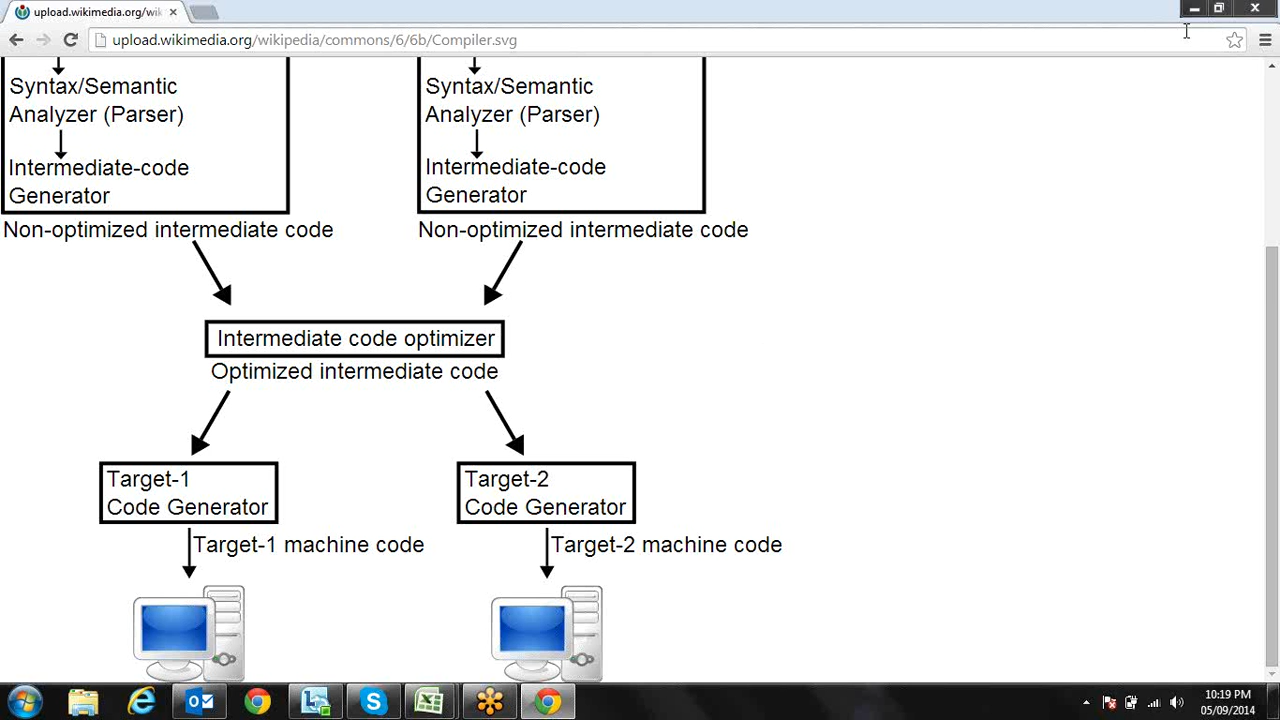 upload.wikimedia.org/wik
upload.wikimedia.org/wikipedia/commons/6/6b/Compiler.svg
Syntax/Semantic
Analyzer (Parser)
Intermediate-code
Generator
Non-optimized intermediate code
Syntax/Semantic
Analyzer (Parser)
Intermediate-code
Generator
Non-optimized intermediate code
Intermediate code optimizer
Optimized intermediate code
Target-1
Code Generator
Target-1 machine code
Target-2
Code Generator
Target-2 machine code
10:19 PM
05/09/2014